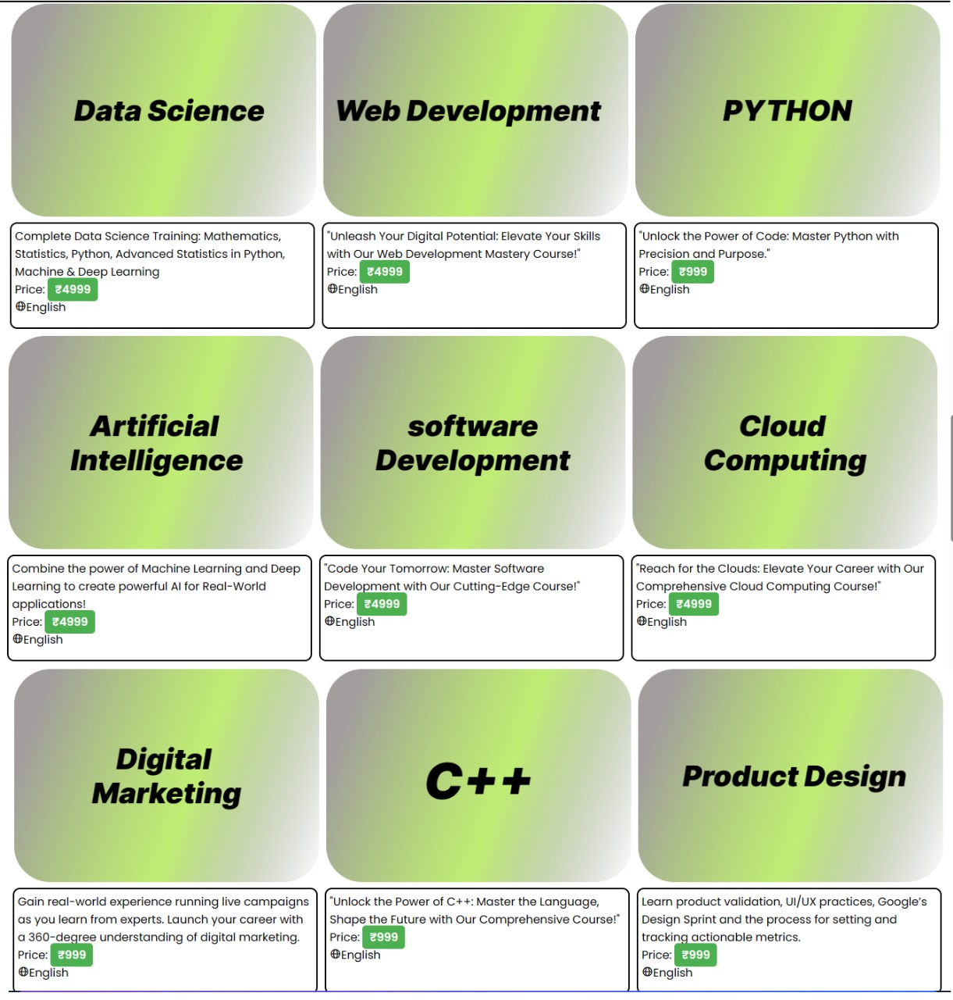 Data Science
Web Development
PYTHON
Complete Data Science Training: Mathematics,
Statistics, Python, Advanced Statistics in Python,
Machine & Deep Learning
Price: ₹4999
English
"Unleash Your Digital Potential: Elevate Your Skills
with Our Web Development Mastery Course!"
Price: ₹4999
English
"Unlock the Power of Code: Master Python with
Precision and Purpose."
Price: ₹999
English
Artificial
Intelligence
software
Development
Cloud
Computing
Combine the power of Machine Learning and Deep
Learning to create powerful AI for Real-World
applications!
Price: ₹4999
English
"Code Your Tomorrow: Master Software
Development with Our Cutting-Edge Course!"
Price: ₹4999
English
"Reach for the Clouds: Elevate Your Career with Our
Comprehensive Cloud Computing Course!"
Price: ₹4999
English
Digital
Marketing
C++
Product Design
Gain real-world experience running live campaigns
as you learn from experts. Launch your career with
a 360-degree understanding of digital marketing.
Price: ₹999
English
"Unlock the Power of C++: Master the Language,
Shape the Future with Our Comprehensive Course!"
Price: ₹999
English
Learn product validation, UI/UX practices, Google’s
Design Sprint and the process for setting and
tracking actionable metrics.
Price: ₹999
English